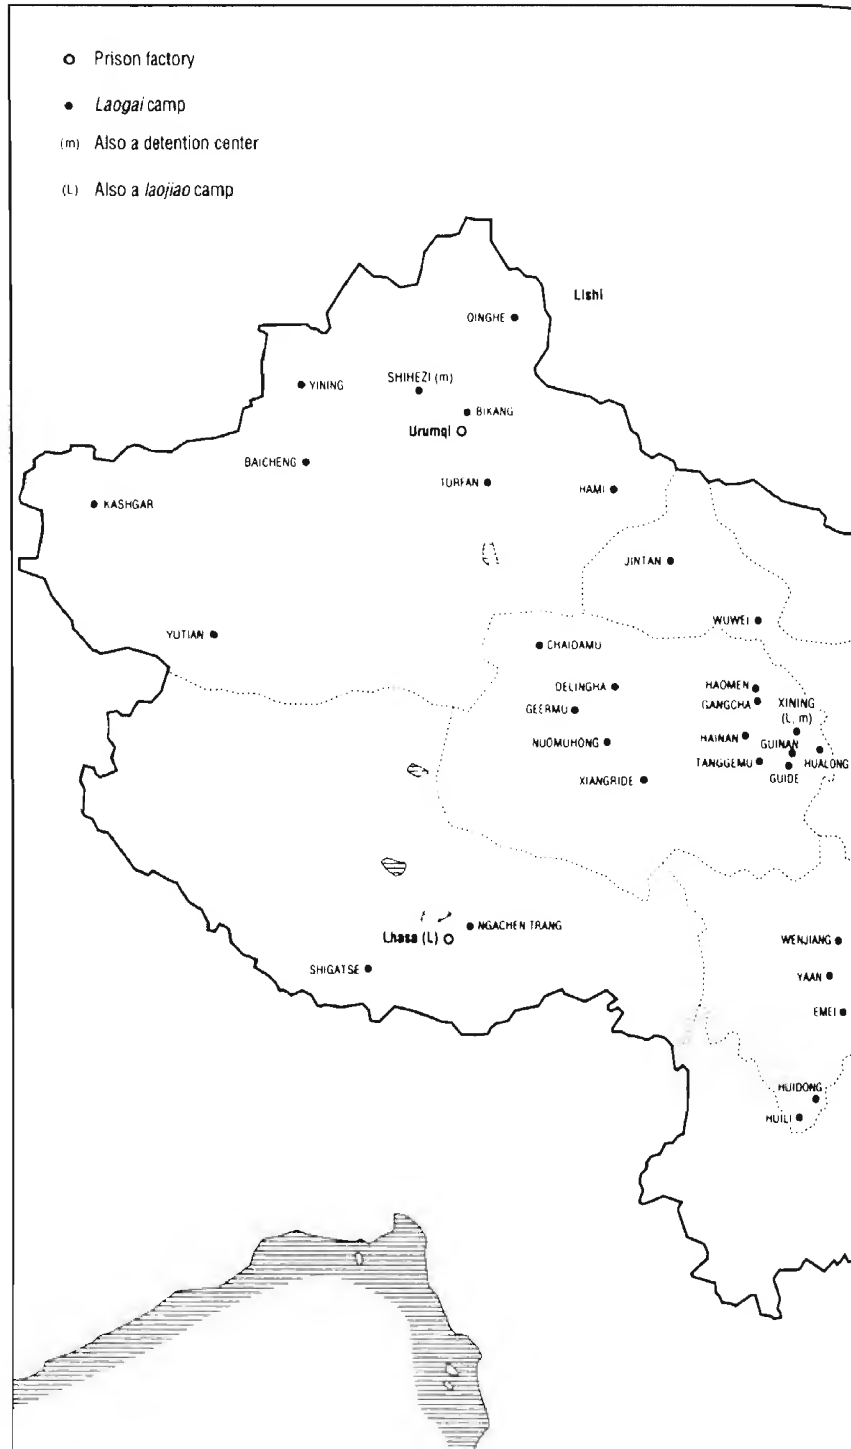 Prison factory
Laogai camp
(m) Also a detention center
(L) Also a laojiao camp
Lishi
QINGHE
YINING
SHIHEZI (m)
BIKANG
Urumqi
BAICHENG
TURFAN
HAMI
KASHGAR
JINTAN
YUTIAN
WUWEI
CHAIDAMU
DELINGHA
HAOMEN
GANGCHA
XINING
(L, m)
GEERMU
HAINAN
GUINAN
NUOMUHONG
HUALONG
TANGGEMU
GUIDE
XIANGRIDE
NGACHEN TRANG
Lhasa (L)
WENJIANG
SHIGATSE
YAAN
EMEI
HUIDONG
HUILI